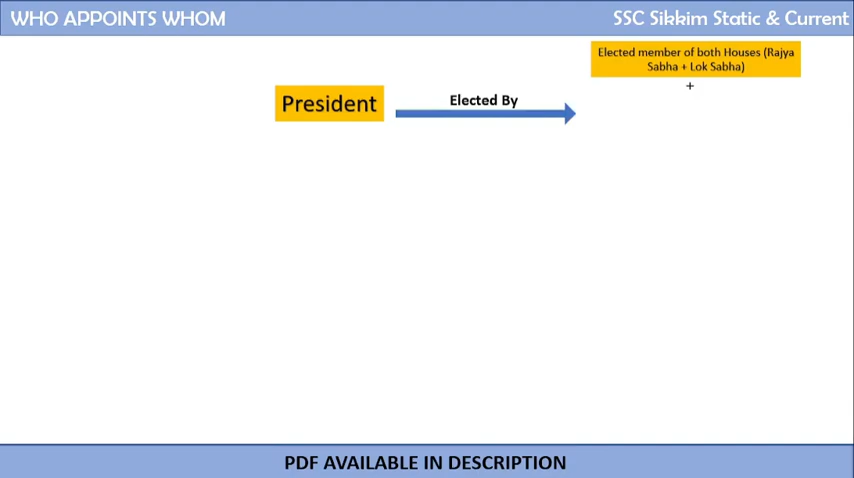 WHO APPOINTS WHOM
SSC Sikkim Static & Current
Elected member of both Houses (Rajya
Sabha + Lok Sabha)
+
President
Elected By
PDF AVAILABLE IN DESCRIPTION